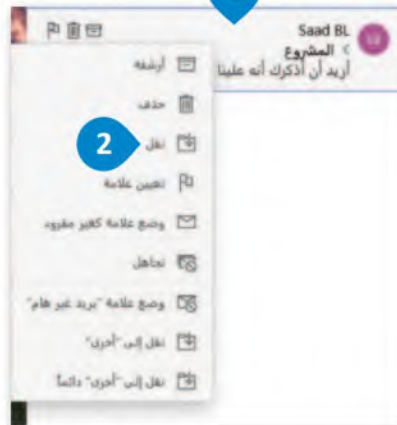 Saad BL
المشروع
أريد أن أذكرك أنه علينا
أرشفة
حذف
2
نقل
تعيين علامة
وضع علامة كغير مقروء
تجاهل
وضع علامة "بريد غير هام"
نقل إلى "أخرى"
نقل إلى "أخرى" دائماً